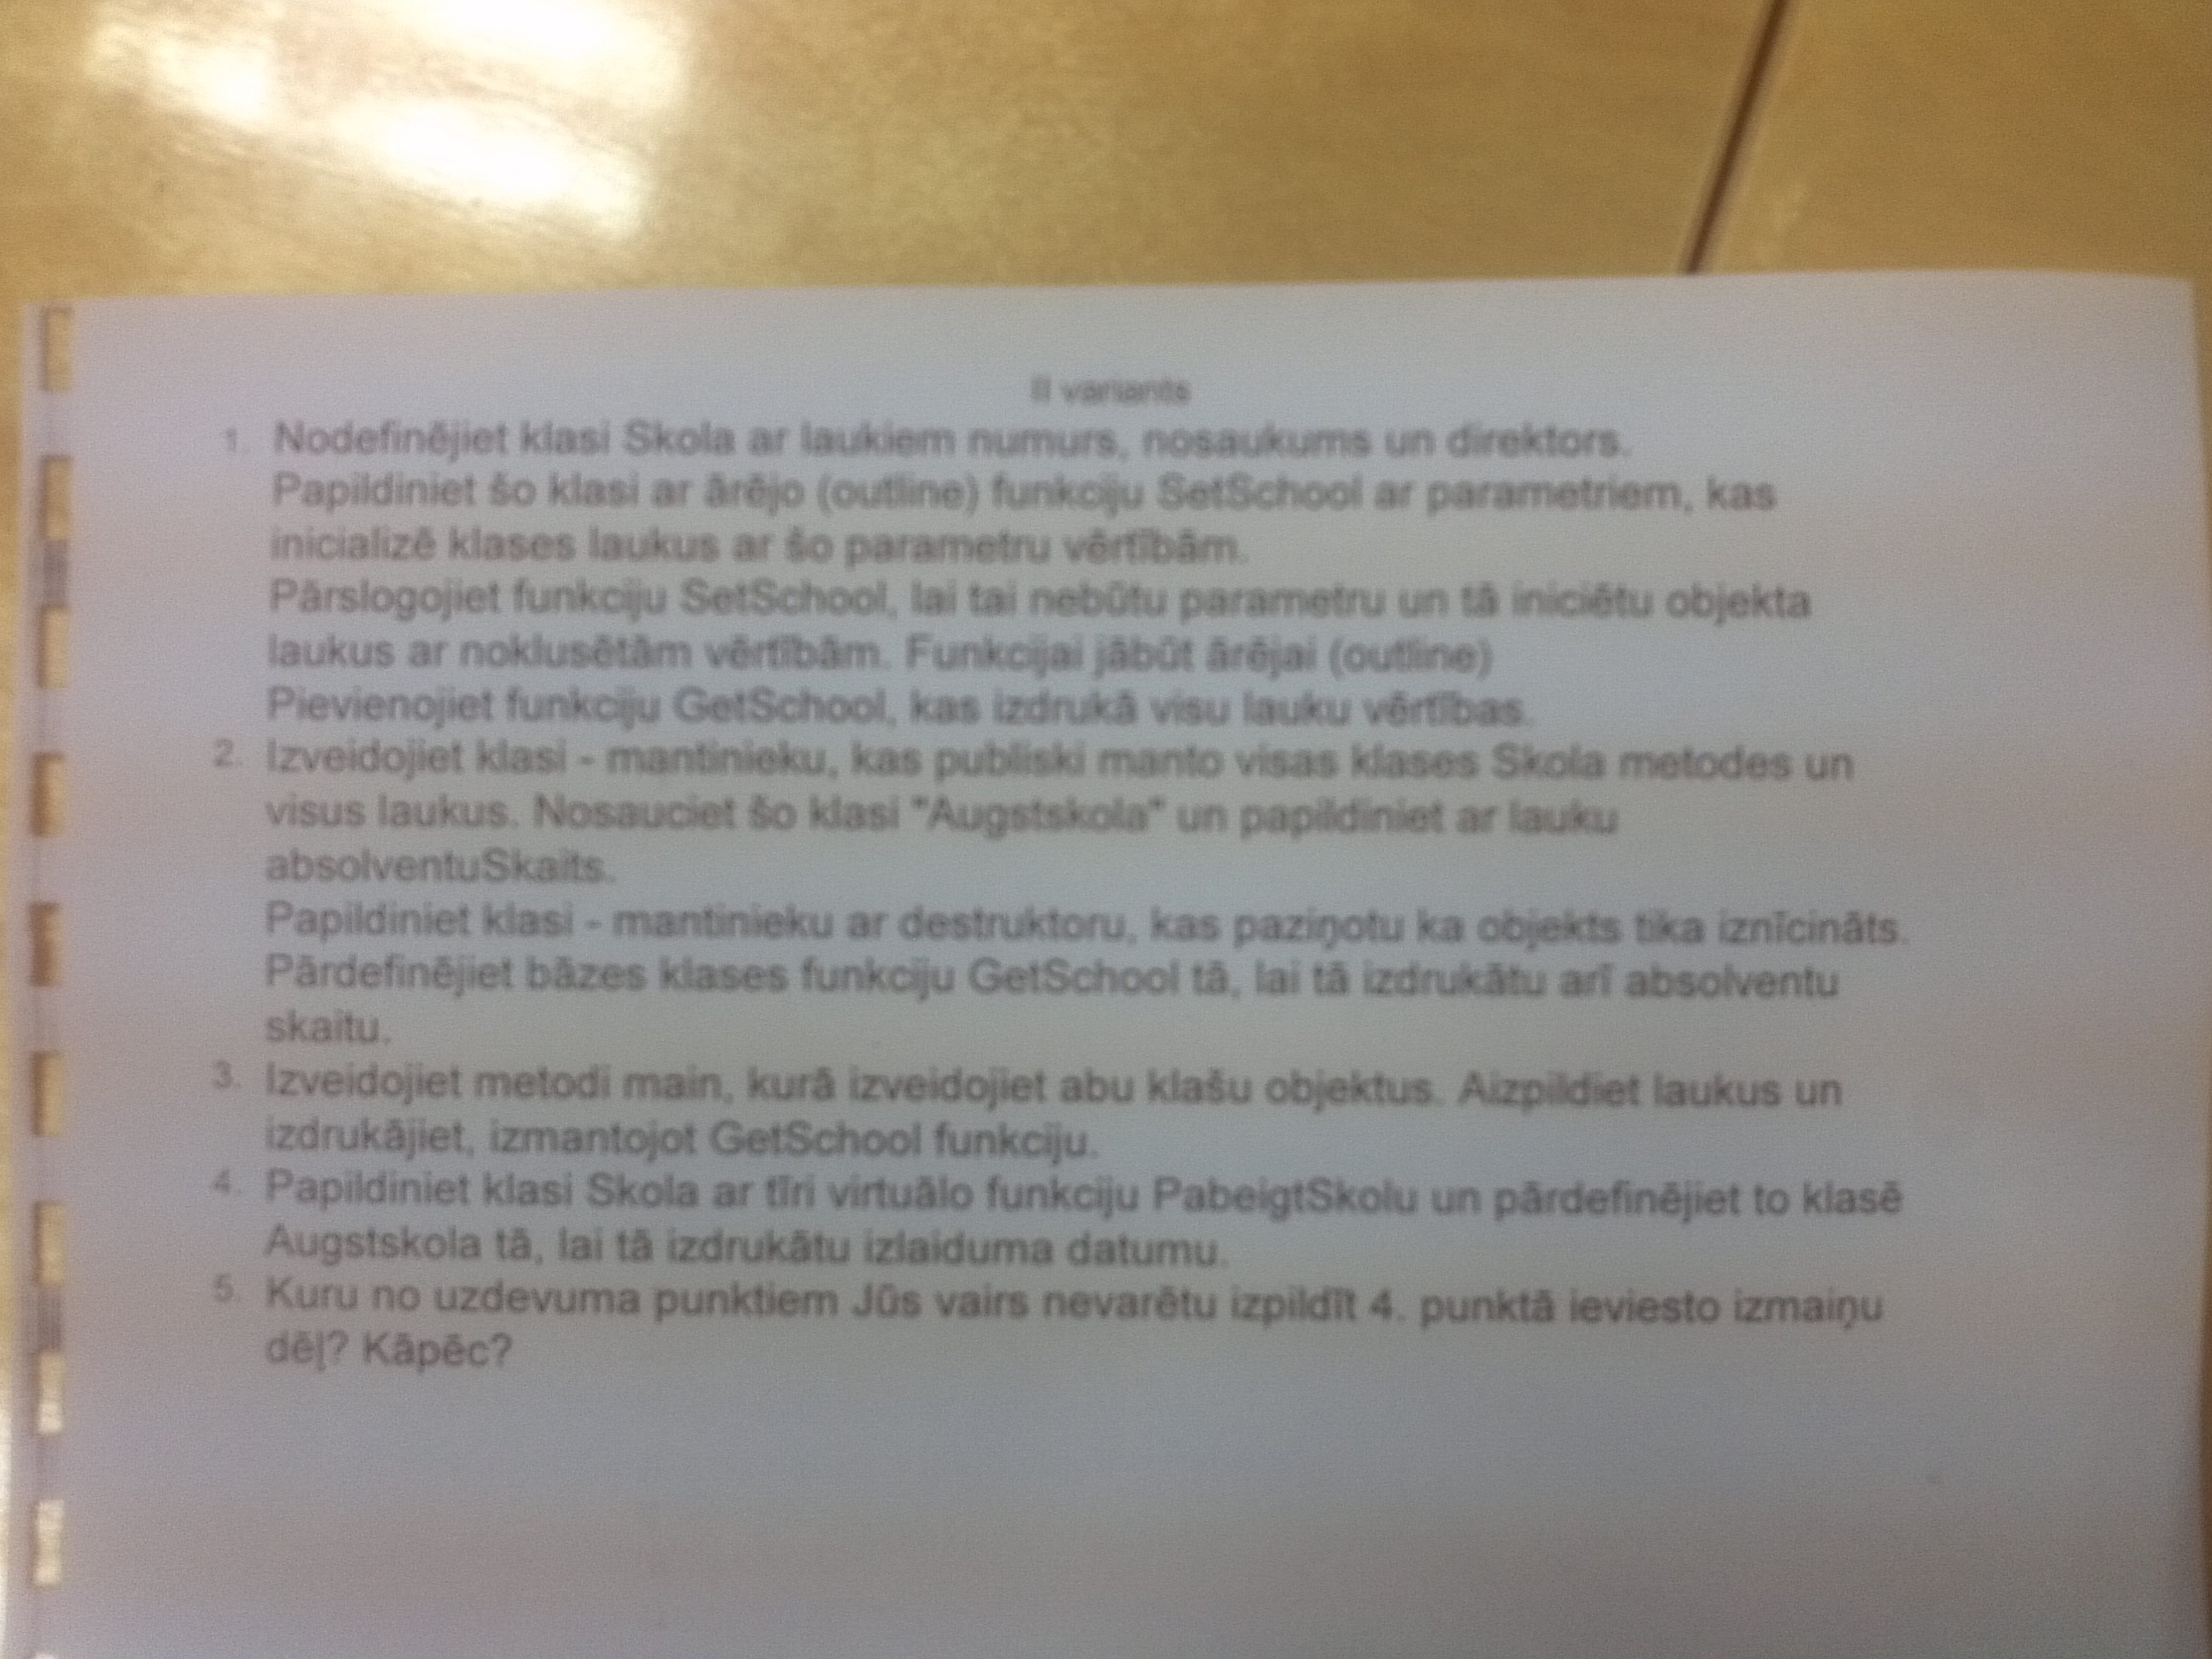 II variants
1. Nodefinējiet klasi Skola ar laukiem numurs, nosaukums un direktors.
Papildiniet šo klasi ar ārējo (outline) funkciju SetSchool ar parametriem, kas
inicializē klases laukus ar šo parametru vērtībām.
Pārslogojiet funkciju SetSchool, lai tai nebūtu parametru un tā iniciētu objekta
laukus ar noklusētām vērtībām. Funkcijai jābūt ārējai (outline)
Pievienojiet funkciju GetSchool, kas izdrukā visu lauku vērtības.
2. Izveidojiet klasi - mantinieku, kas publiski manto visas klases Skola metodes un
visus laukus. Nosauciet šo klasi "Augstskola" un papildiniet ar lauku
absolventuSkaits.
Papildiniet klasi - mantinieku ar destruktoru, kas paziņotu ka objekts tika iznīcināts.
Pārdefinējiet bāzes klases funkciju GetSchool tā, lai tā izdrukātu arī absolventu
skaitu.
3. Izveidojiet metodi main, kurā izveidojiet abu klašu objektus. Aizpildiet laukus un
izdrukājiet, izmantojot GetSchool funkciju.
4. Papildiniet klasi Skola ar tīri virtuālo funkciju PabeigtSkolu un pārdefinējiet to klasē
Augstskola tā, lai tā izdrukātu izlaiduma datumu.
5. Kuru no uzdevuma punktiem Jūs vairs nevarētu izpildīt 4. punktā ieviesto izmaiņu
dēļ? Kāpēc?